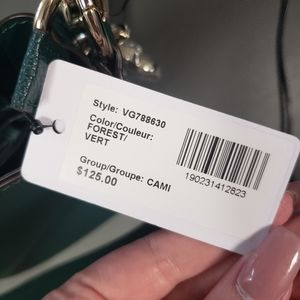 Style: VG788630
Color/Couleur:
FOREST/
VERT
Group/Groupe: CAMI
$125.00
190231412823